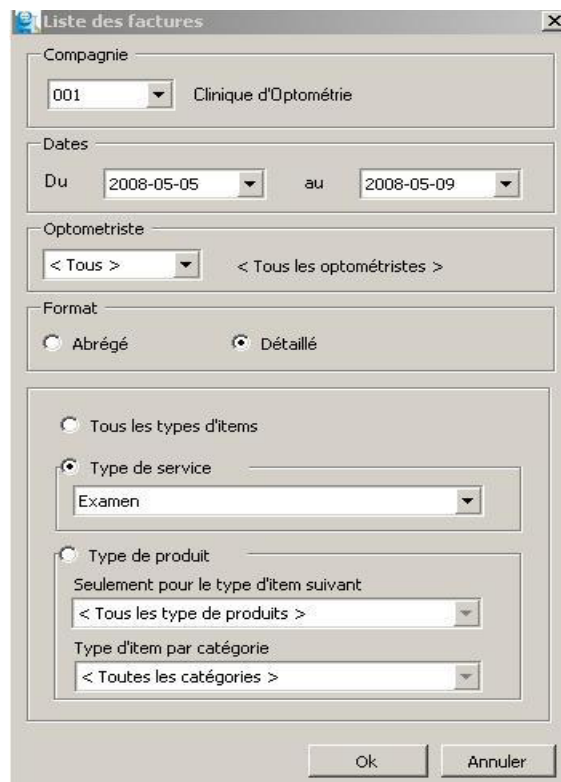 Liste des factures
Compagnie
001 Clinique d'Optométrie
Dates
Du 2008-05-05 au 2008-05-09
Optometriste
< Tous > < Tous les optométristes >
Format
Abrégé Détaillé
Tous les types d'items
Type de service
Examen
Type de produit
Seulement pour le type d'item suivant
< Tous les type de produits >
Type d'item par catégorie
< Toutes les catégories >
Ok Annuler